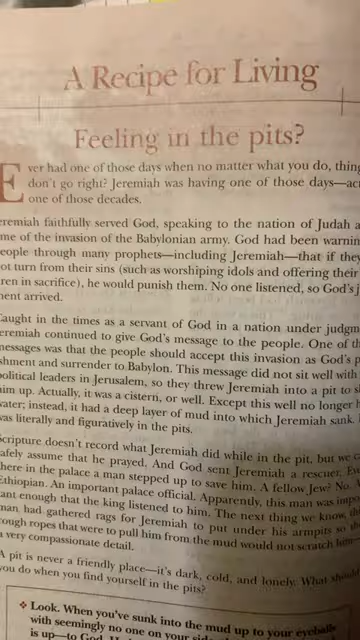 A Recipe for Living
Feeling in the pits?
Ever had one of those days when no matter what you do, thing
don't go right? Jeremiah was having one of those days—act
one of those decades.
eremiah faithfully served God, speaking to the nation of Judah a
me of the invasion of the Babylonian army. God had been warnin
eople through many prophets—including Jeremiah—that if they
ot turn from their sins (such as worshiping idols and offering their
ren in sacrifice), he would punish them. No one listened, so God's j
ment arrived.
Caught in the times as a servant of God in a nation under judgm
eremiah continued to give God's message to the people. One of th
messages was that the people should accept this invasion as God's p
shment and surrender to Babylon. This message did not sit well with
political leaders in Jerusalem, so they threw Jeremiah into a pit to s
him up. Actually, it was a cistern, or well. Except this well no longer h
water; instead, it had a deep layer of mud into which Jeremiah sank.
was literally and figuratively in the pits.
Scripture doesn't record what Jeremiah did while in the pit, but we c
safely assume that he prayed. And God sent Jeremiah a rescuer.
here in the palace a man stepped up to save him. A fellow Jew? No.
Ethiopian. An important palace official. Apparently, this man was impo
tant enough that the king listened to him. The next thing we know, th
man had gathered rags for Jeremiah to put under his armpits so
rough ropes that were to pull him from the mud would not scratch him—
a very compassionate detail.
A pit is never a friendly place—it's dark, cold, and lonely. What should
you do when you find yourself in the pits?
❖ Look. When you've sunk into the mud up to your eyeballs
with seemingly no one on your side,
is up—to God.